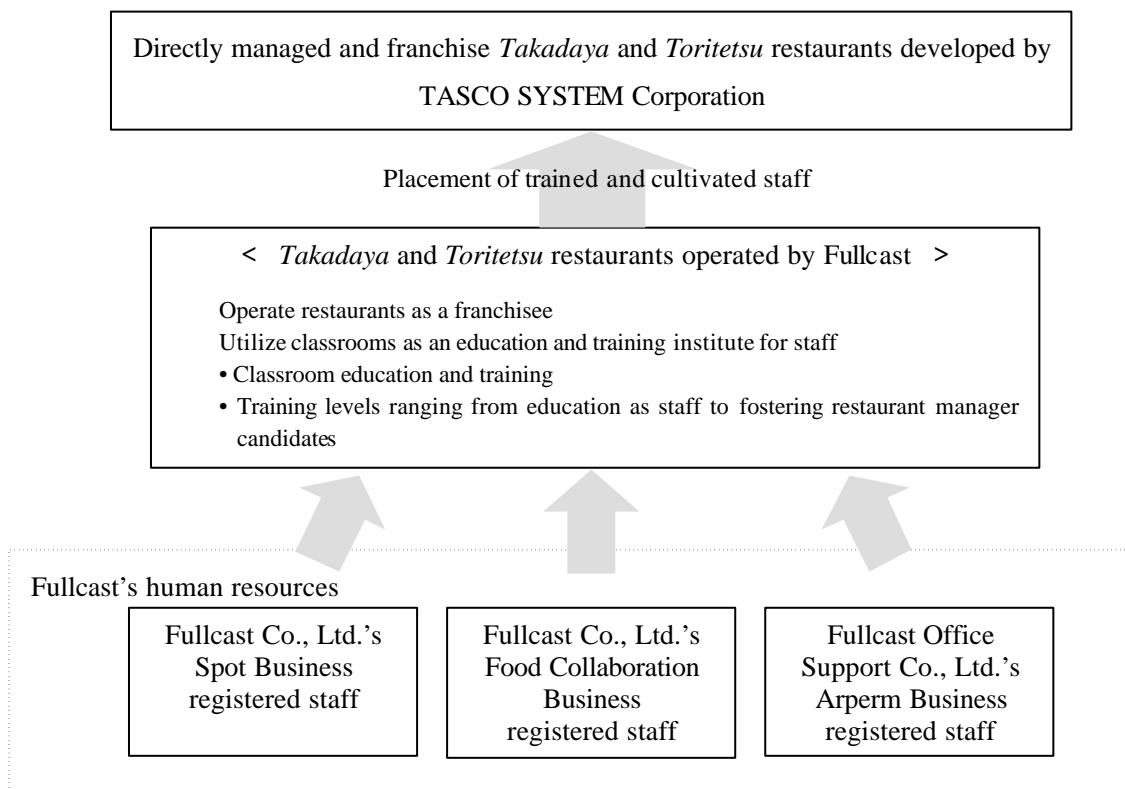 Directly managed and franchise Takadaya and Toritetsu restaurants developed by
TASCO SYSTEM Corporation
Placement of trained and cultivated staff
< Takadaya and Toritetsu restaurants operated by Fullcast >
Operate restaurants as a franchisee
Utilize classrooms as an education and training institute for staff
• Classroom education and training
• Training levels ranging from education as staff to fostering restaurant manager
candidates
Fullcast’s human resources
Fullcast Co., Ltd.’s
Spot Business
registered staff
Fullcast Co., Ltd.’s
Food Collaboration
Business
registered staff
Fullcast Office
Support Co., Ltd.’s
Arperm Business
registered staff